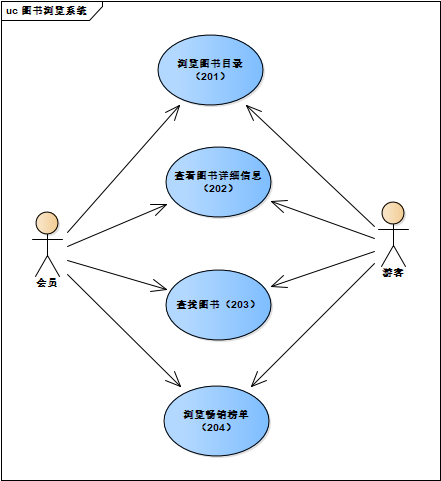 uc 图书浏览系统
浏览图书目录
（201）
查看图书详细信息
（202）
会员
游客
查找图书（203）
浏览畅销榜单
（204）